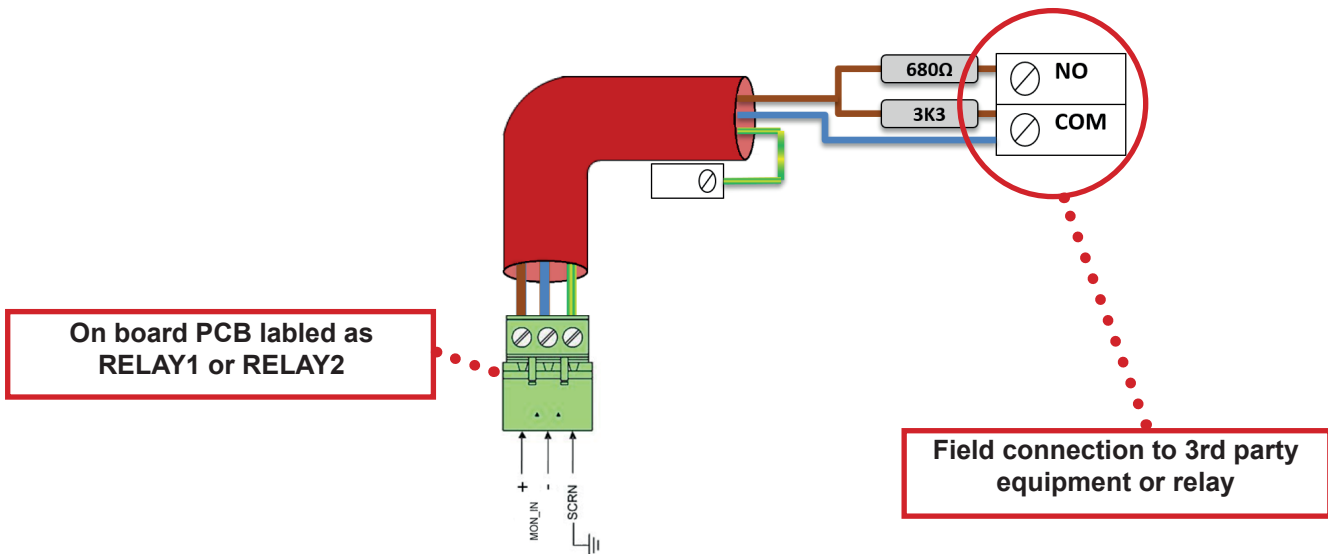 680Ω
NO
3K3
COM
On board PCB labled as
RELAY1 or RELAY2
+
-
MON_IN
SCRN
Field connection to 3rd party
equipment or relay